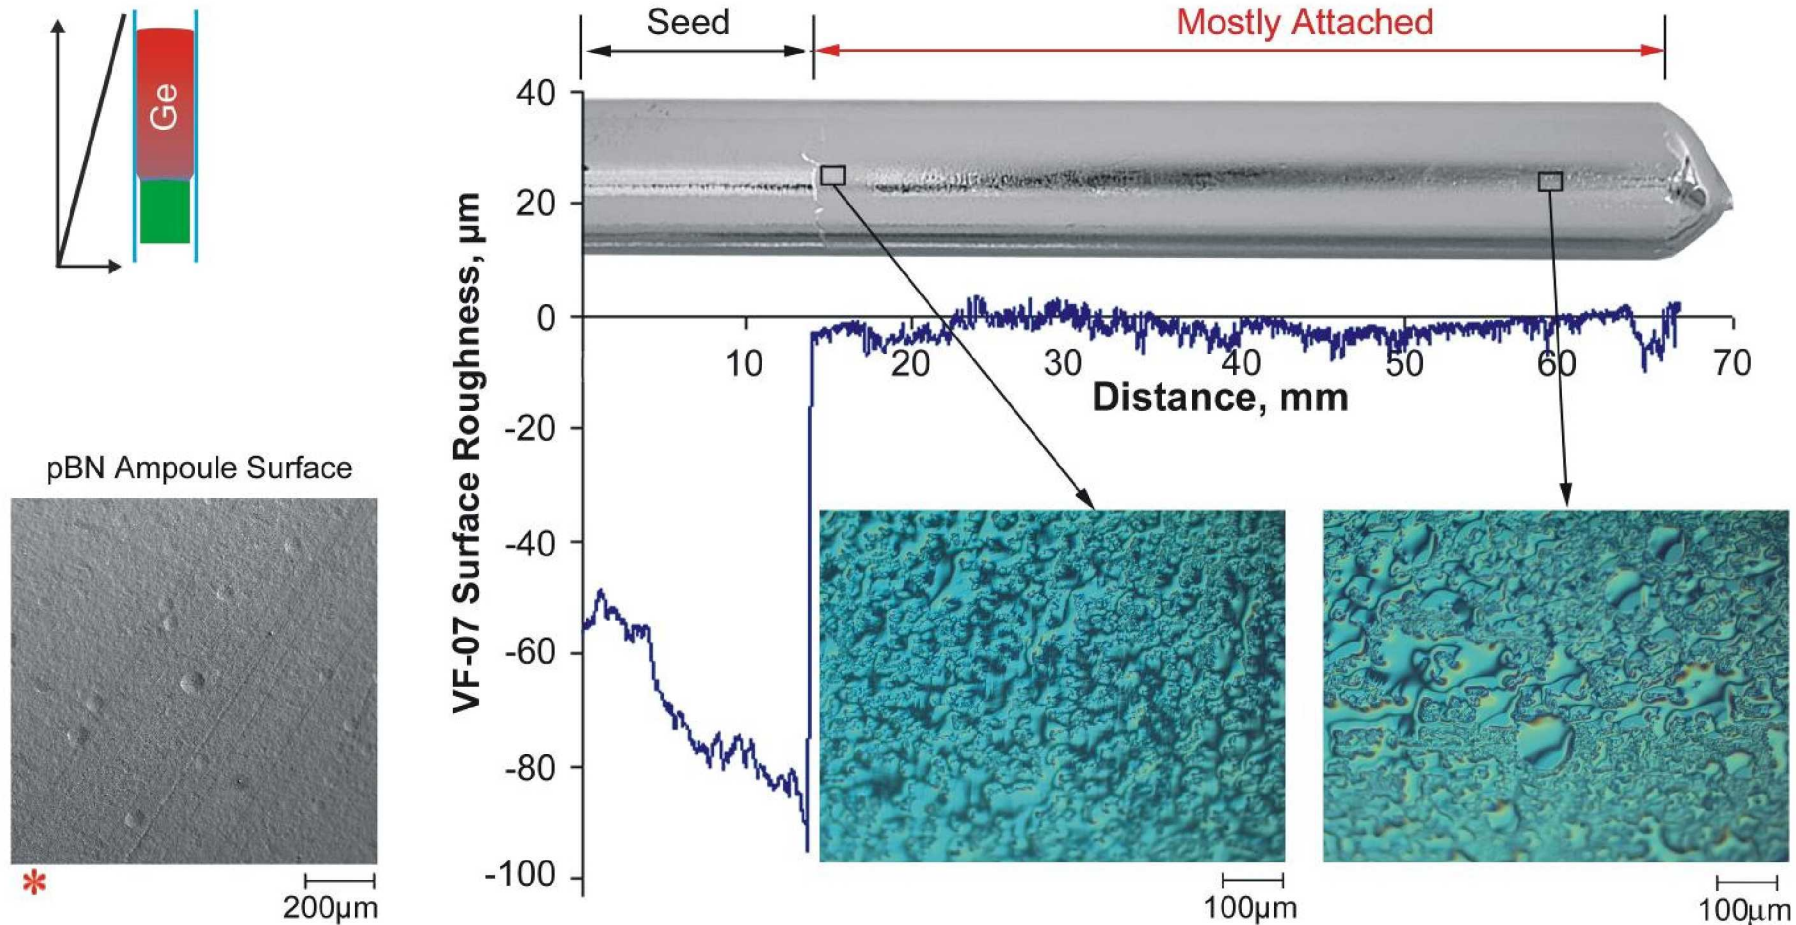 Seed
Mostly Attached
Ge
40
20
0
-20
-40
-60
-80
-100
VF-07 Surface Roughness, µm
10
20
30
40
50
60
70
Distance, mm
pBN Ampoule Surface
*
200µm
100µm
100µm